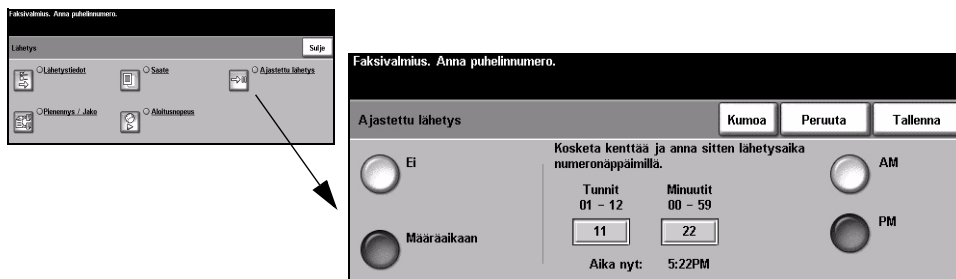 Faksivalmius. Anna puhelinnumero.
Lähetys
Sulje
Lähetystiedot
Saate
Ajastettu lähetys
Pienennys / Jako
Aloitusnopeus
Faksivalmius. Anna puhelinnumero.
Ajastettu lähetys
Kumoa
Peruuta
Tallenna
Ei
Kosketa kenttää ja anna sitten lähetysaika
numeronäppäimillä.
AM
Tunnit
Minuutit
01 - 12
00 - 59
Määräaikaan
11
22
PM
Aika nyt: 5:22PM